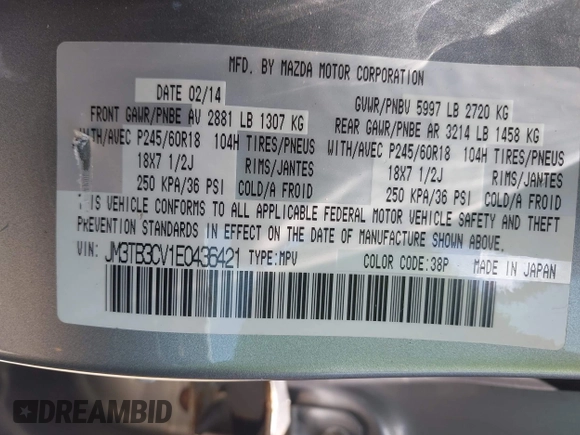 MFD. BY MAZDA MOTOR CORPORATION
DATE 02/14 GVWR/PNBV 5997 LB 2720 KG
FRONT GAWR/PNBE AV 2881 LB 1307 KG REAR GAWR/PNBE AR 3214 LB 1458 KG
WITH/AVEC P245/60R18 104H TIRES/PNEUS WITH/AVEC P245/60R18 104H TIRES/PNEUS
18X7 1/2J RIMS/JANTES 18X7 1/2J RIMS/JANTES
250 KPA/36 PSI COLD/A FROID 250 KPA/36 PSI COLD/A FROID
IS VEHICLE CONFORMS TO ALL APPLICABLE FEDERAL MOTOR VEHICLE SAFETY AND THEFT
PREVENTION STANDARDS IN EFFECT ON THE DATE OF MANUFACTURE SHOWN ABOVE.
VIN: JM3TB3CV1E0436421 TYPE:MPV COLOR CODE:38P MADE IN JAPAN
DREAMBID